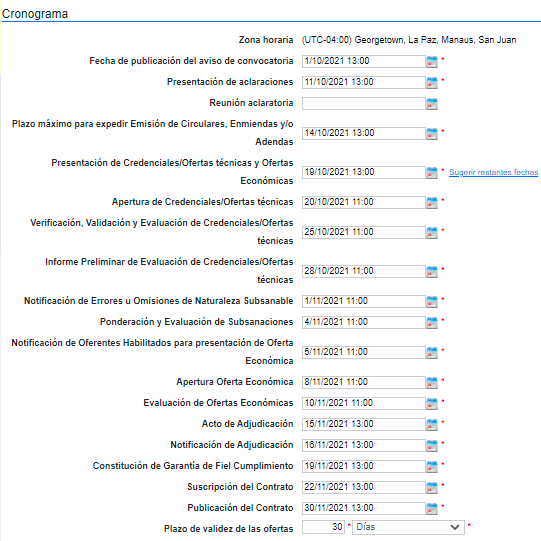 Cronograma
Zona horaria (UTC-04:00) Georgetown, La Paz, Manaus, San Juan
Fecha de publicación del aviso de convocatoria 1/10/2021 13:00 *
Presentación de aclaraciones 11/10/2021 13:00 *
Reunión aclaratoria
Plazo máximo para expedir Emisión de Circulares, Enmiendas y/o
Adendas 14/10/2021 13:00 *
Presentación de Credenciales/Ofertas técnicas y Ofertas
Económicas 19/10/2021 13:00 * Sugerir restantes fechas
Apertura de Credenciales/Ofertas técnicas 20/10/2021 11:00 *
Verificación, Validación y Evaluación de Credenciales/Ofertas
técnicas 25/10/2021 11:00 *
Informe Preliminar de Evaluación de Credenciales/Ofertas
técnicas 28/10/2021 11:00 *
Notificación de Errores u Omisiones de Naturaleza Subsanable 1/11/2021 11:00 *
Ponderación y Evaluación de Subsanaciones 4/11/2021 11:00 *
Notificación de Oferentes Habilitados para presentación de Oferta
Económica 5/11/2021 11:00 *
Apertura Oferta Económica 8/11/2021 11:00 *
Evaluación de Ofertas Económicas 10/11/2021 11:00 *
Acto de Adjudicación 15/11/2021 13:00 *
Notificación de Adjudicación 16/11/2021 13:00 *
Constitución de Garantía de Fiel Cumplimiento 19/11/2021 13:00 *
Suscripción del Contrato 22/11/2021 13:00 *
Publicación del Contrato 30/11/2021 13:00 *
Plazo de validez de las ofertas 30 * Días *